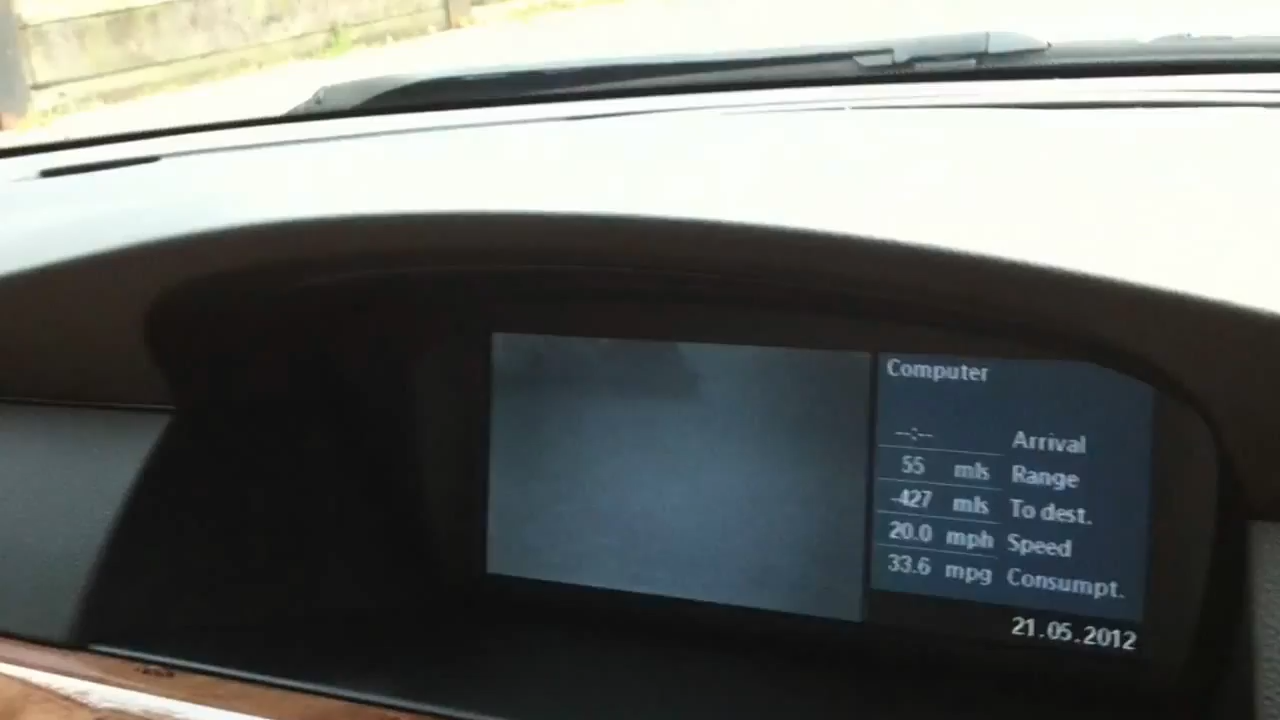 Computer
--:-- Arrival
55 mls Range
-427 mls To dest.
20.0 mph Speed
33.6 mpg Consumpt.
21.05.2012